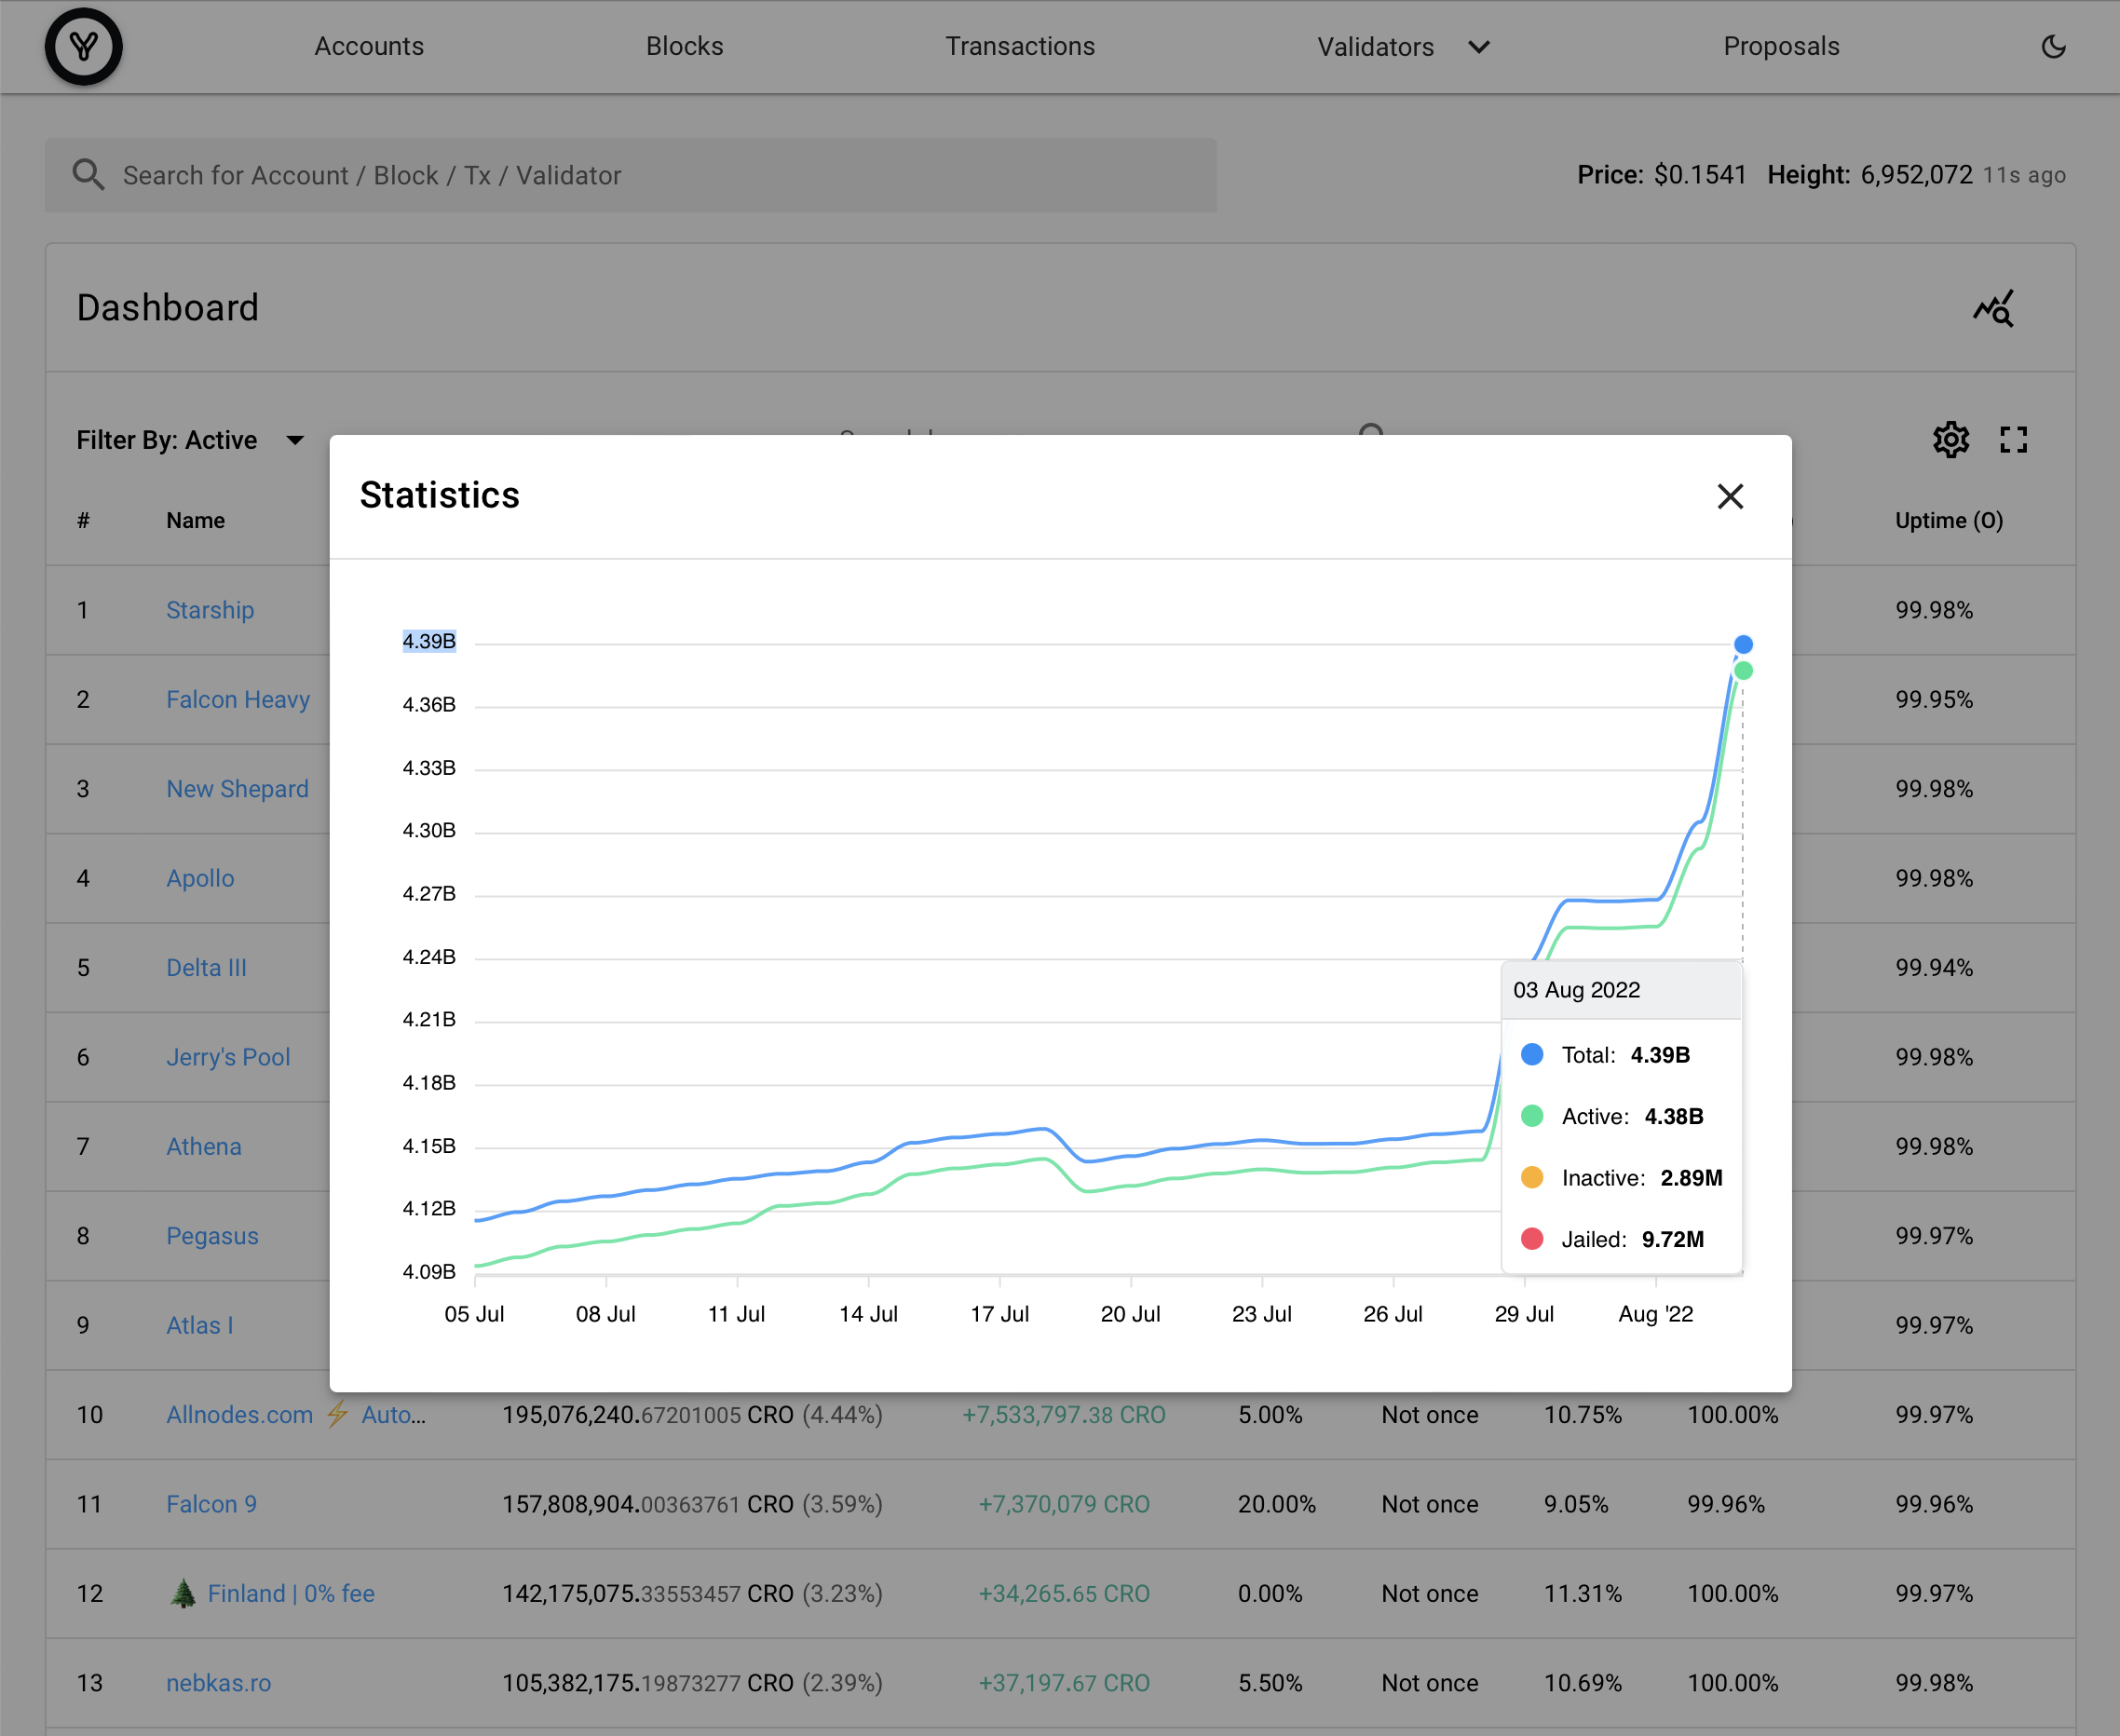 Accounts Blocks Transactions Validators Proposals
Search for Account / Block / Tx / Validator
Price: $0.1541 Height: 6,952,072 11s ago
Dashboard
Filter By: Active
# Name Uptime (O)
1 Starship 99.98%
2 Falcon Heavy 99.95%
3 New Shepard 99.98%
4 Apollo 99.98%
5 Delta III 99.94%
6 Jerry's Pool 99.98%
7 Athena 99.98%
8 Pegasus 99.97%
9 Atlas I 99.97%
Statistics
4.39B
4.36B
4.33B
4.30B
4.27B
4.24B
4.21B
4.18B
4.15B
4.12B
4.09B
05 Jul 08 Jul 11 Jul 14 Jul 17 Jul 20 Jul 23 Jul 26 Jul 29 Jul Aug '22
03 Aug 2022
Total: 4.39B
Active: 4.38B
Inactive: 2.89M
Jailed: 9.72M
10 Allnodes.com ⚡ Auto... 195,076,240.67201005 CRO (4.44%) +7,533,797.38 CRO 5.00% Not once 10.75% 100.00% 99.97%
11 Falcon 9 157,808,904.00363761 CRO (3.59%) +7,370,079 CRO 20.00% Not once 9.05% 99.96% 99.96%
12 🌲 Finland | 0% fee 142,175,075.33553457 CRO (3.23%) +34,265.65 CRO 0.00% Not once 11.31% 100.00% 99.97%
13 nebkas.ro 105,382,175.19873277 CRO (2.39%) +37,197.67 CRO 5.50% Not once 10.69% 100.00% 99.98%